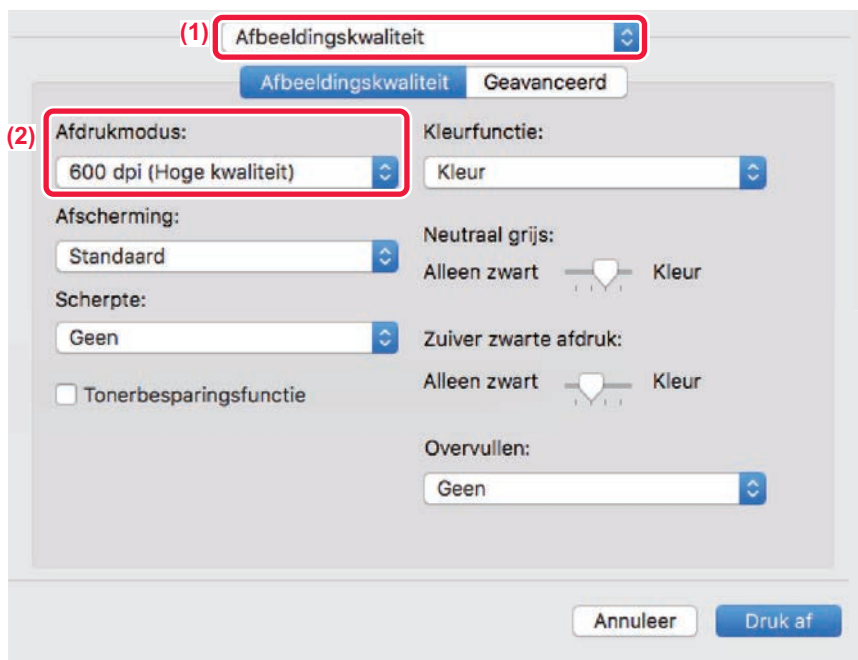 (1) Afbeeldingskwaliteit
Afbeeldingskwaliteit Geavanceerd
(2) Afdrukmodus:
600 dpi (Hoge kwaliteit)
Afscherming:
Standaard
Scherpte:
Geen
Tonerbesparingsfunctie
Kleurfunctie:
Kleur
Neutraal grijs:
Alleen zwart Kleur
Zuiver zwarte afdruk:
Alleen zwart Kleur
Overvullen:
Geen
Annuleer Druk af